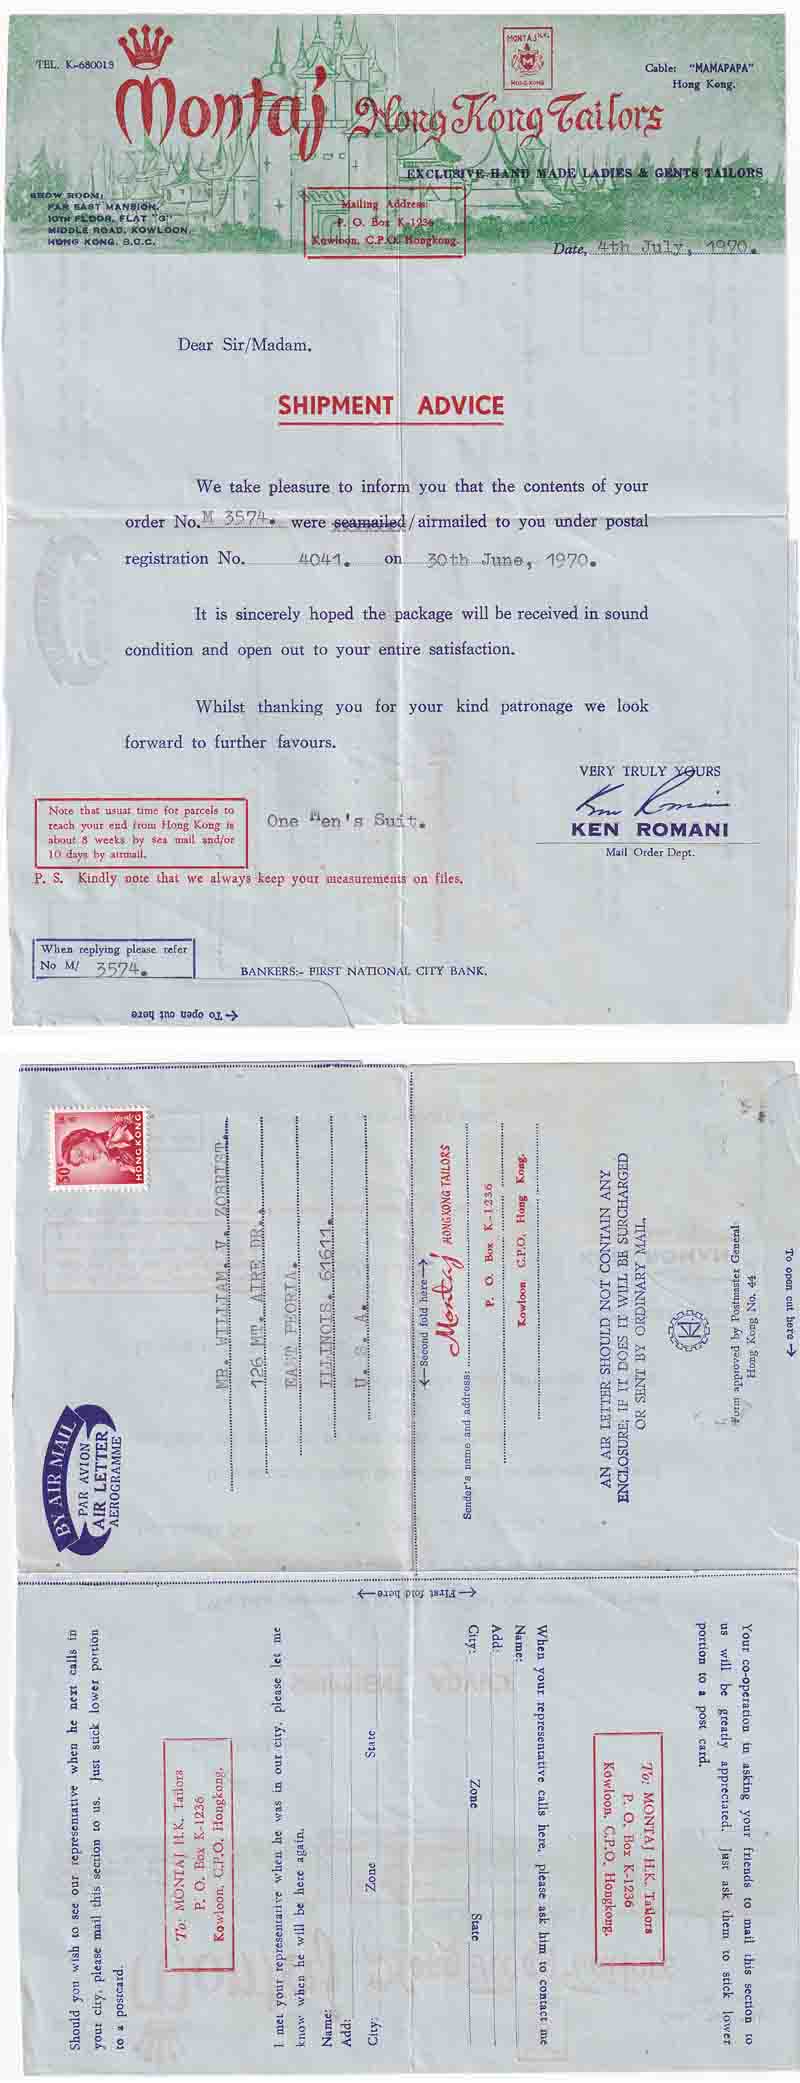 TEL. K-680013
Montaj Hong Kong Tailors
MONTAJ H.K.
M
HONG KONG
Cable: "MAMAPAPA"
Hong Kong.
EXCLUSIVE HAND MADE LADIES & GENTS TAILORS
SHOW ROOM:
FAR EAST MANSION,
10TH FLOOR, FLAT "G"
MIDDLE ROAD, KOWLOON,
HONG KONG. B.C.C.
Mailing Address:
P. O. Box K-1236
Kowloon, C.P.O. Hongkong.
Date, 4th July, 1970.
Dear Sir/Madam.
SHIPMENT ADVICE
We take pleasure to inform you that the contents of your
order No. M 3574. were seamailed/airmailed to you under postal
registration No. 4041. on 30th June, 1970.
It is sincerely hoped the package will be received in sound
condition and open out to your entire satisfaction.
Whilst thanking you for your kind patronage we look
forward to further favours.
VERY TRULY YOURS
Ken Romani
KEN ROMANI
Mail Order Dept.
Note that usual time for parcels to
reach your end from Hong Kong is
about 8 weeks by sea mail and/or
10 days by airmail.
One Men's Suit.
P. S. Kindly note that we always keep your measurements on files.
When replying please refer
No M/ 3574.
BANKERS:- FIRST NATIONAL CITY BANK.
←To open cut here→
50c
HONG KONG
BY AIR MAIL
PAR AVION
AIR LETTER
AEROGRAMME
MR. WILLIAM. V. ZOBRIST
126 MT. AIRE DR.
EAST PEORIA.
ILLINOIS. 61611.
U. S. A.
←Second fold here→
Sender's name and address: Montaj HONG KONG TAILORS
P. O. Box K-1236
Kowloon C.P.O. Hong Kong.
AN AIR LETTER SHOULD NOT CONTAIN ANY
ENCLOSURE; IF IT DOES IT WILL BE SURCHARGED
OR SENT BY ORDINARY MAIL.
Form approved by Postmaster General
Hong Kong No. 44
To open cut here →
←First fold here→
Should you wish to see our representative when he next calls in
your city, please mail this section to us. Just stick lower portion
to a postcard.
To: MONTAJ H.K. Tailors
P. O. Box K-1236
Kowloon, C.P.O. Hongkong.
I met your representative when he was in our city, please let me
know when he will be here again.
Name:
Add:
City: Zone State
Your co-operation in asking your friends to mail this section to
us will be greatly appreciated. Just ask them to stick lower
portion to a post card.
To: MONTAJ H.K. Tailors
P. O. Box K-1236
Kowloon, C.P.O. Hongkong.
When your representative calls here, please ask him to contact me
Name:
Add:
City: Zone State